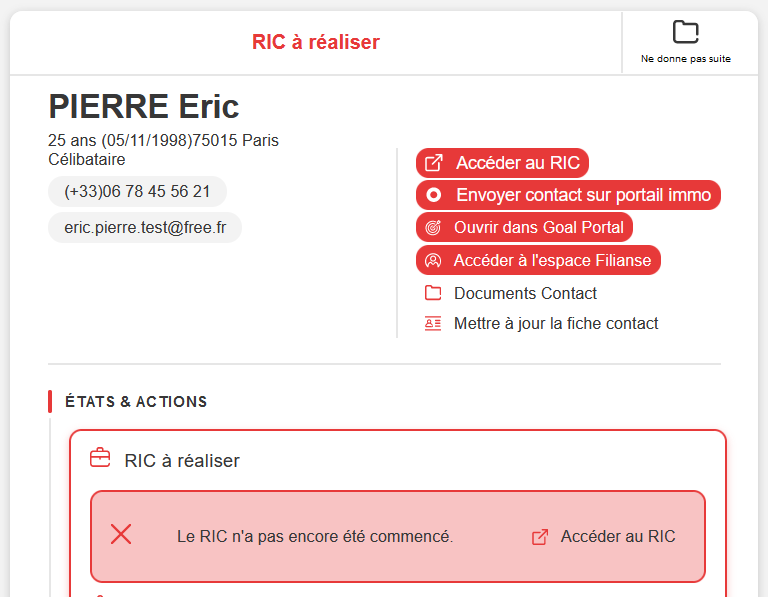 RIC à réaliser
Ne donne pas suite
PIERRE Eric
25 ans (05/11/1998)75015 Paris
Célibataire
(+33)06 78 45 56 21
eric.pierre.test@free.fr
Accéder au RIC
Envoyer contact sur portail immo
Ouvrir dans Goal Portal
Accéder à l'espace Filianse
Documents Contact
Mettre à jour la fiche contact
ÉTATS & ACTIONS
RIC à réaliser
Le RIC n'a pas encore été commencé.
Accéder au RIC